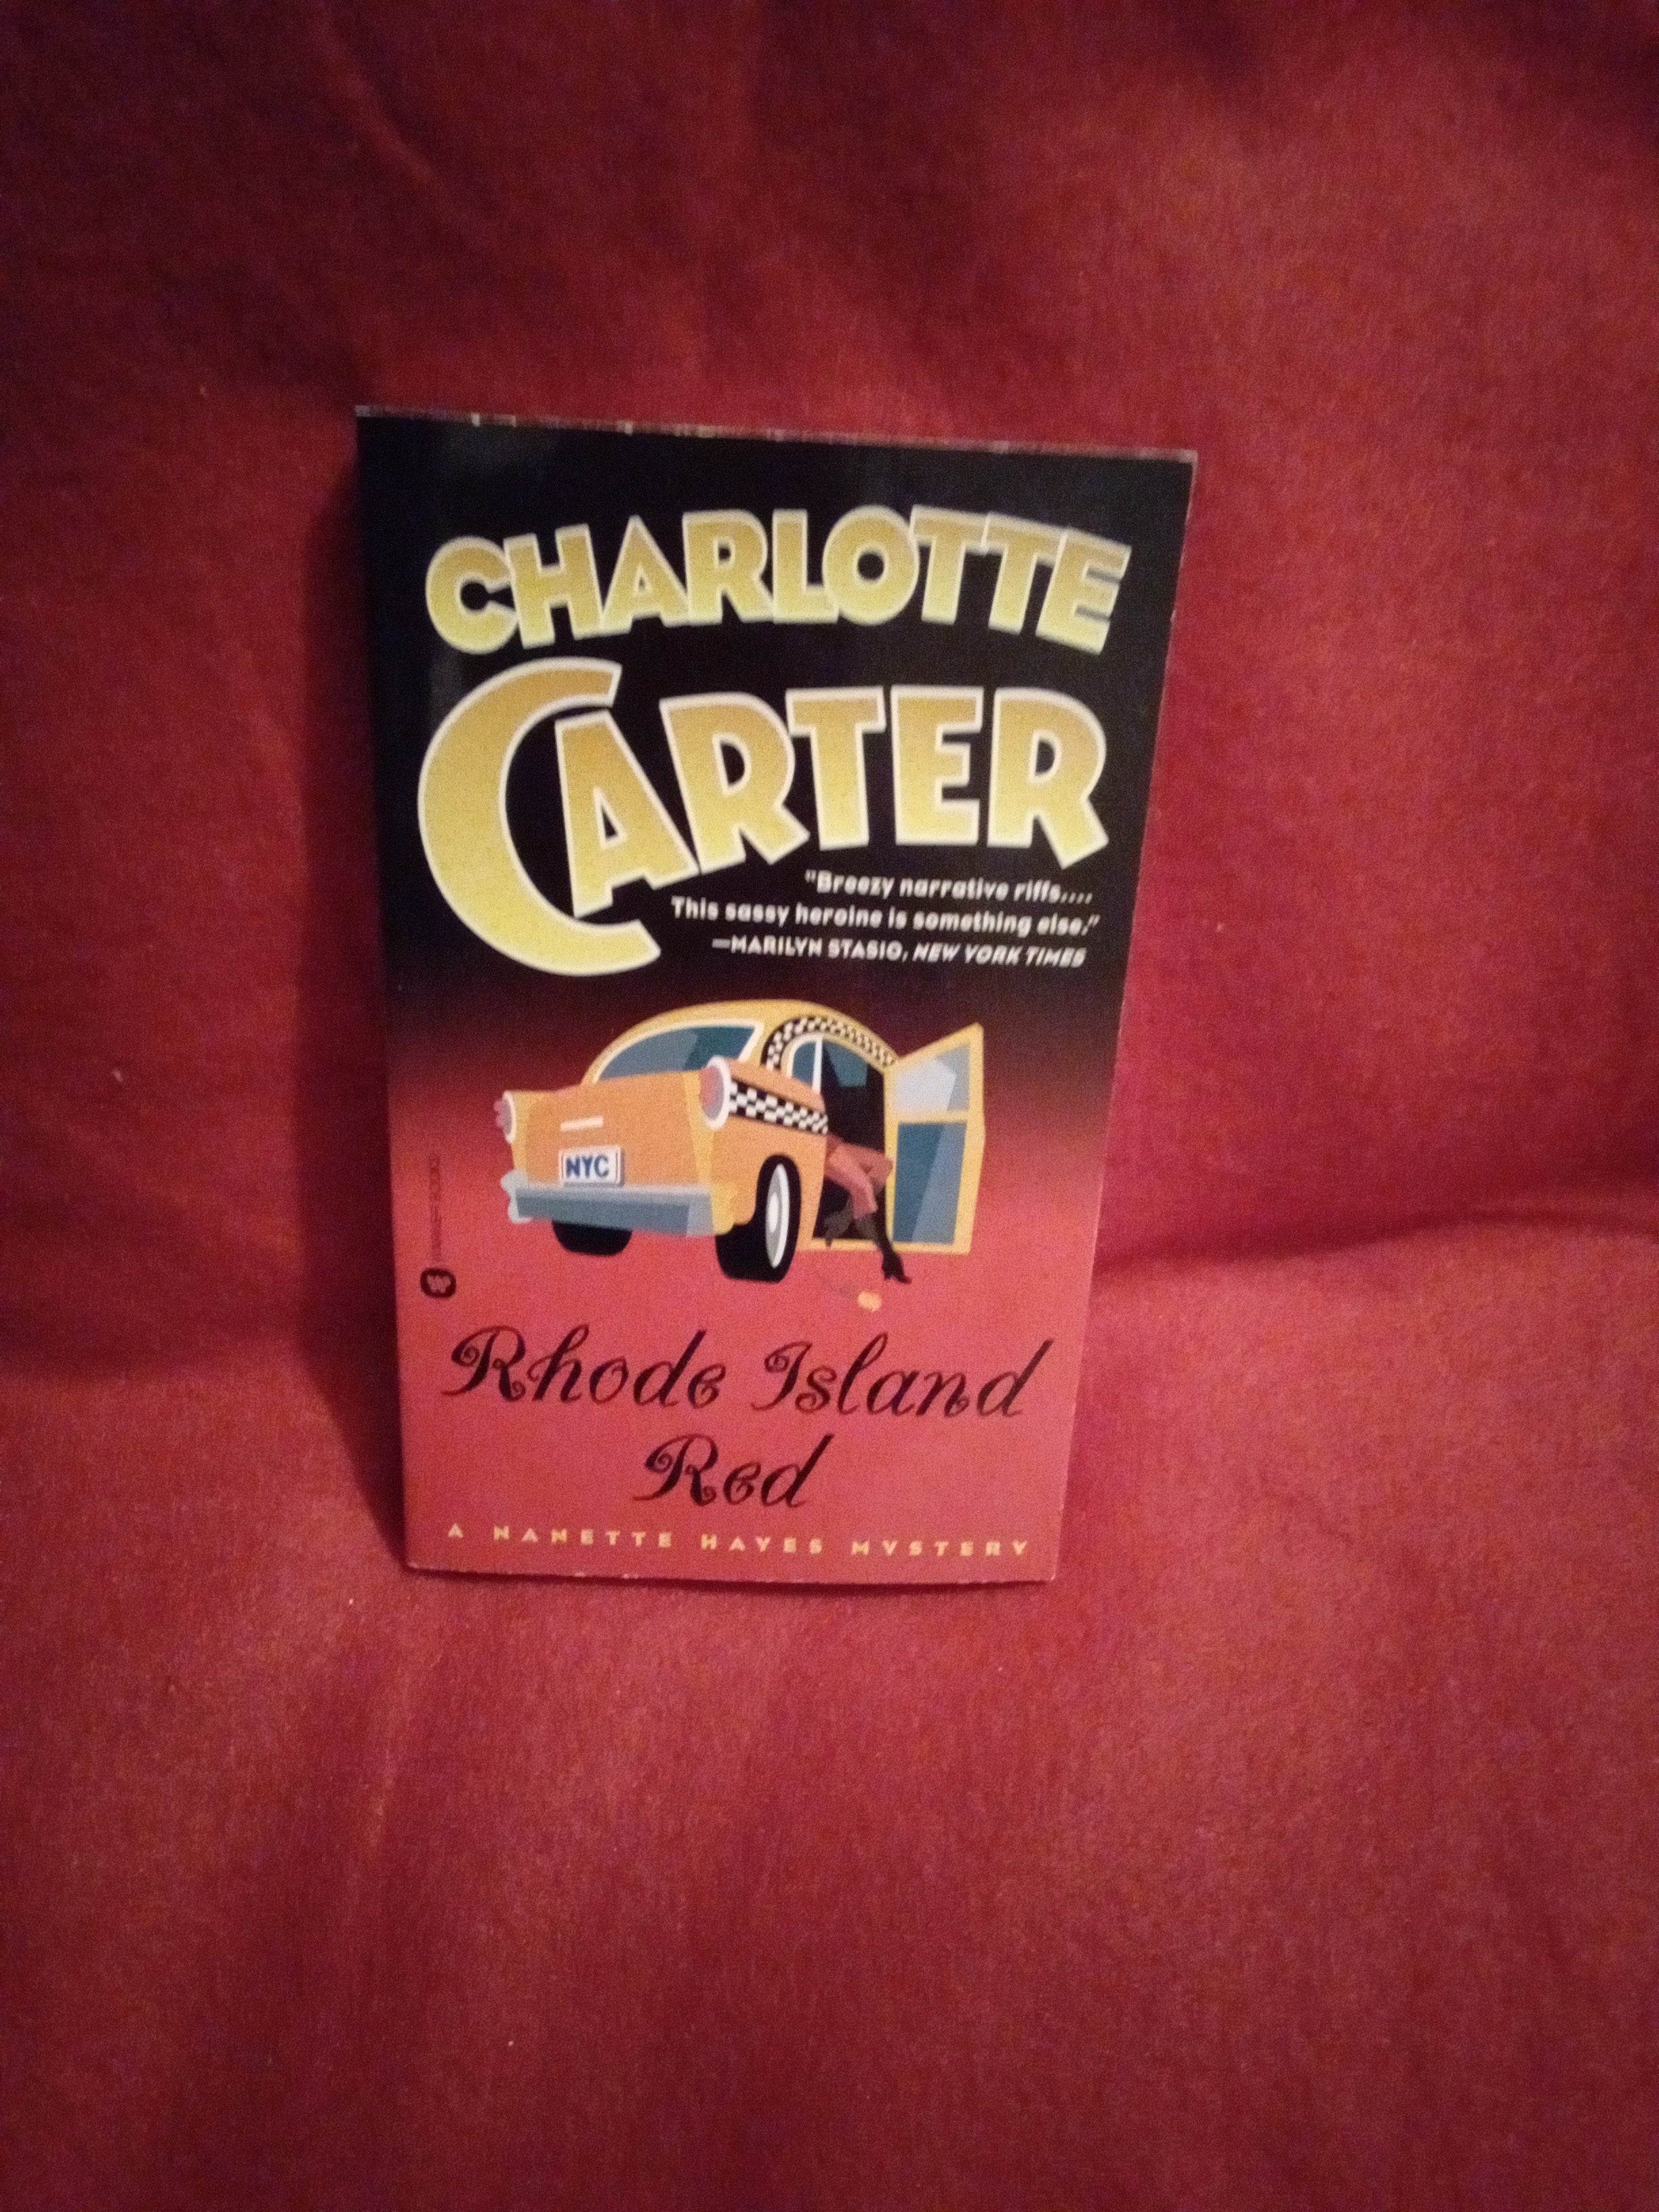 CHARLOTTE
CARTER
"Breezy narrative riffs....
This sassy heroine is something else."
—MARILYN STASIO, NEW YORK TIMES
NYC
Rhode Island
Red
A NANETTE HAYES MYSTERY